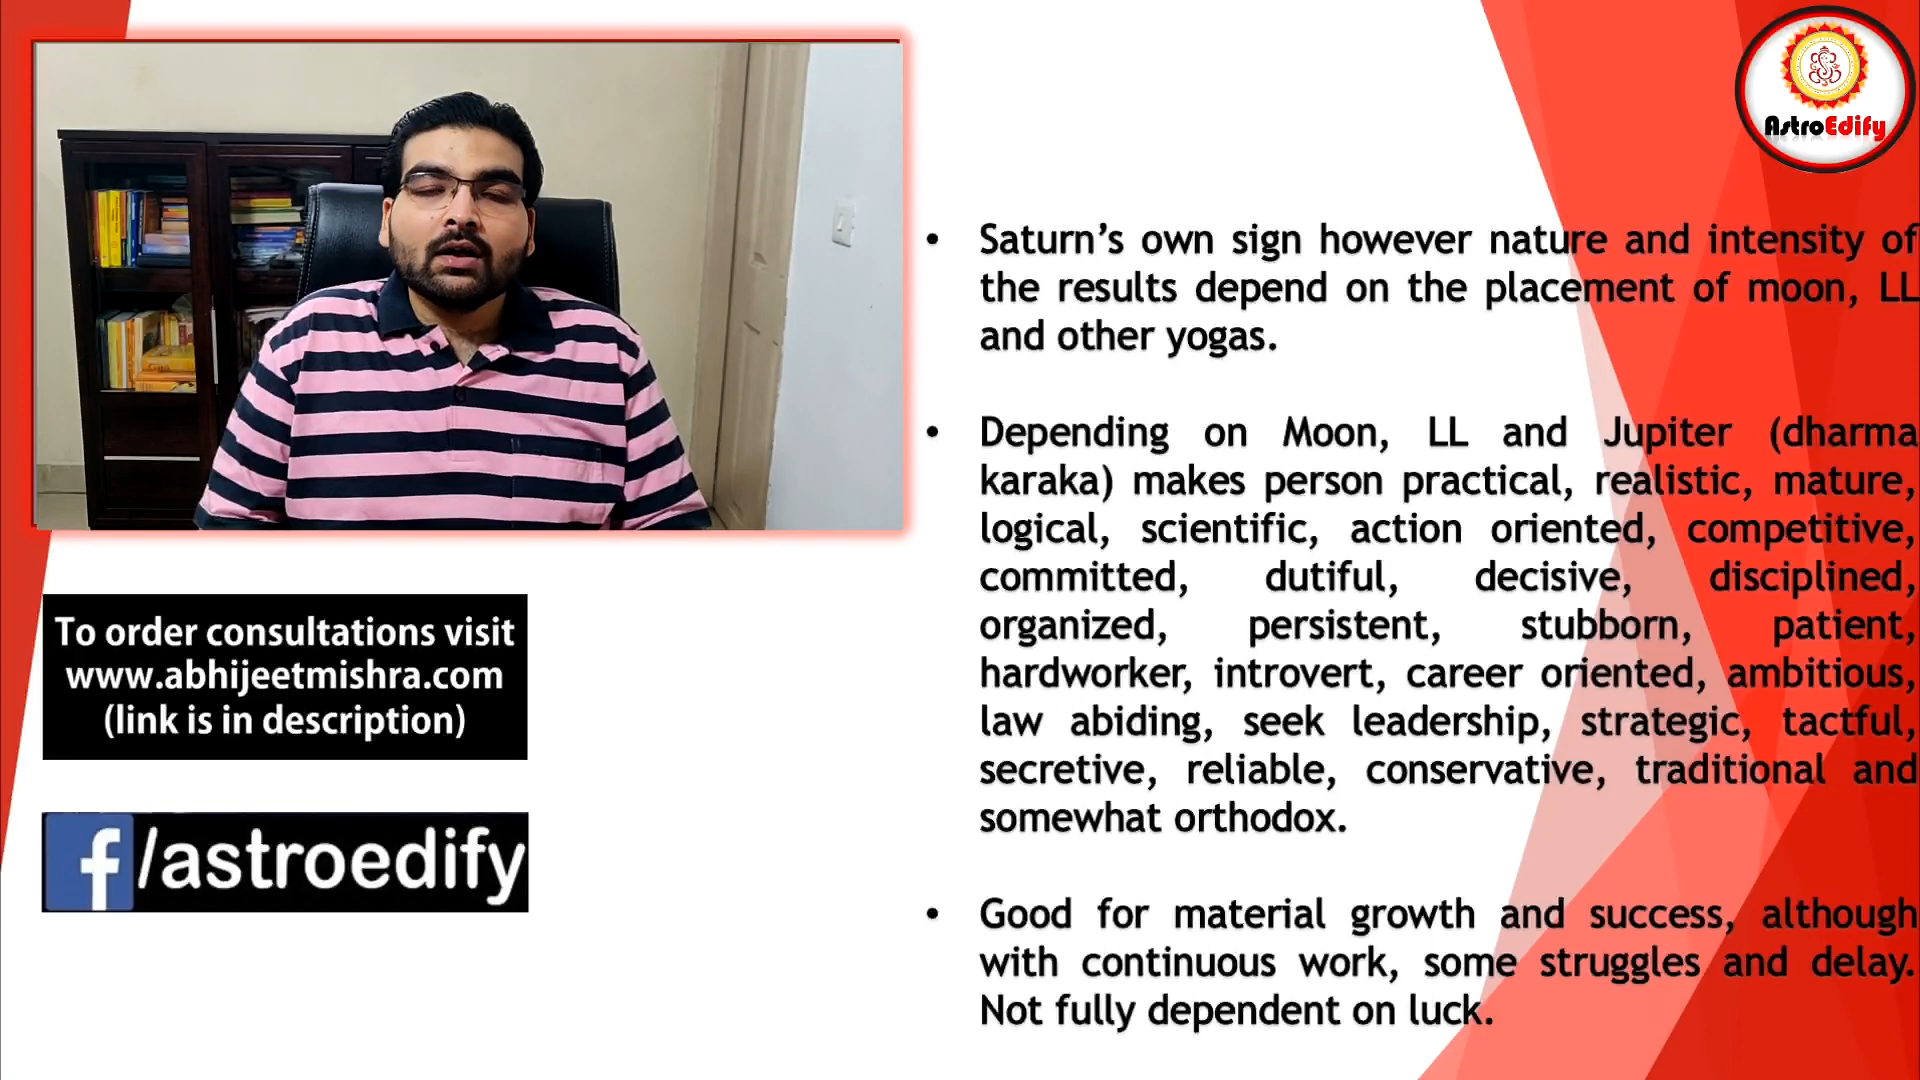 AstroEdify
• Saturn’s own sign however nature and intensity of
the results depend on the placement of moon, LL
and other yogas.
• Depending on Moon, LL and Jupiter (dharma
karaka) makes person practical, realistic, mature,
logical, scientific, action oriented, competitive,
committed, dutiful, decisive, disciplined,
organized, persistent, stubborn, patient,
hardworker, introvert, career oriented, ambitious,
law abiding, seek leadership, strategic, tactful,
secretive, reliable, conservative, traditional and
somewhat orthodox.
• Good for material growth and success, although
with continuous work, some struggles and delay.
Not fully dependent on luck.
To order consultations visit
www.abhijeetmishra.com
(link is in description)
f/astroedify